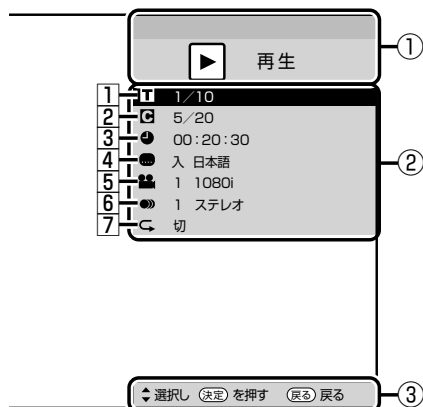 ① 
▶ 再生
1 T 1/10
2 C 5/20
3 00:20:30
4 入 日本語
②
5 1 1080i
6 1 ステレオ
7 切
選択し 決定 を押す 戻る 戻る
③